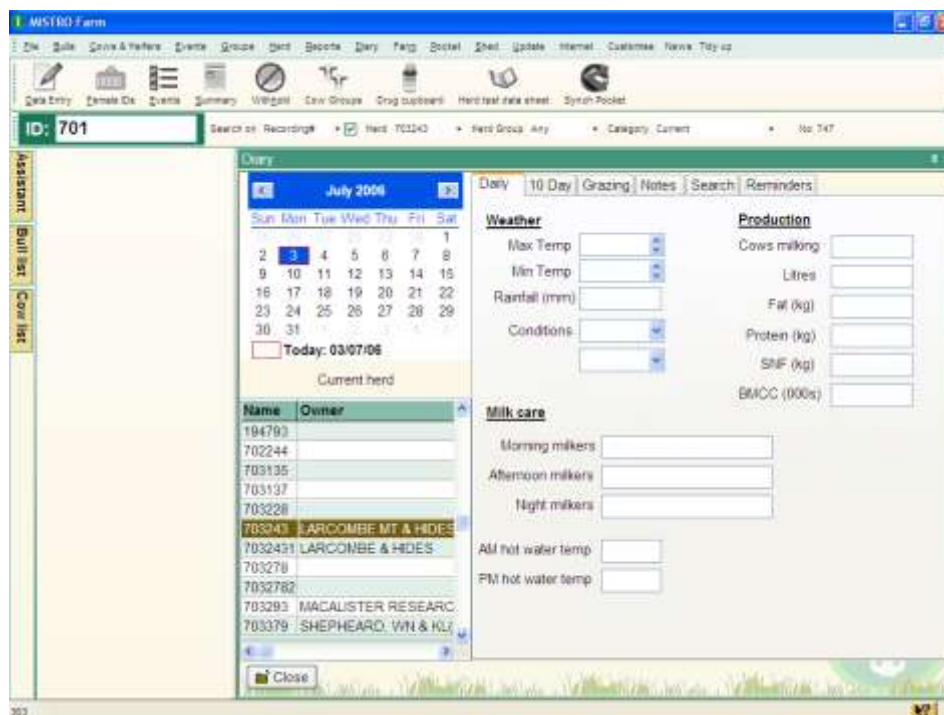 MISTRO Farm
File Bulls Cows & Heifers Events Groups Herd Reports Diary Farm Pocket Shed Update Internet Customise News Tidy up
Data Entry Female IDs Events Summary Withhold Cow Groups Drug cupboard Herd test data sheet Synch Pocket
ID: 701 Search on Recording# Herd 703243 Herd Group Any Category Current No: 747
Assistant
Bull list
Cow list
Diary
July 2006
Sun Mon Tue Wed Thu Fri Sat
1
2 3 4 5 6 7 8
9 10 11 12 13 14 15
16 17 18 19 20 21 22
23 24 25 26 27 28 29
30 31
Today: 03/07/06
Current herd
Name Owner
194793
702244
703135
703137
703228
703243 LARCOMBE MT & HIDES
7032431 LARCOMBE & HIDES
703278
7032782
703293 MACALISTER RESEARC
703379 SHEPHEARD, WN &
Close
Daily 10 Day Grazing Notes Search Reminders
Weather
Max Temp
Min Temp
Rainfall (mm)
Conditions
Production
Cows milking
Litres
Fat (kg)
Protein (kg)
SNF (kg)
BMCC (000s)
Milk care
Morning milkers
Afternoon milkers
Night milkers
AM hot water temp
PM hot water temp